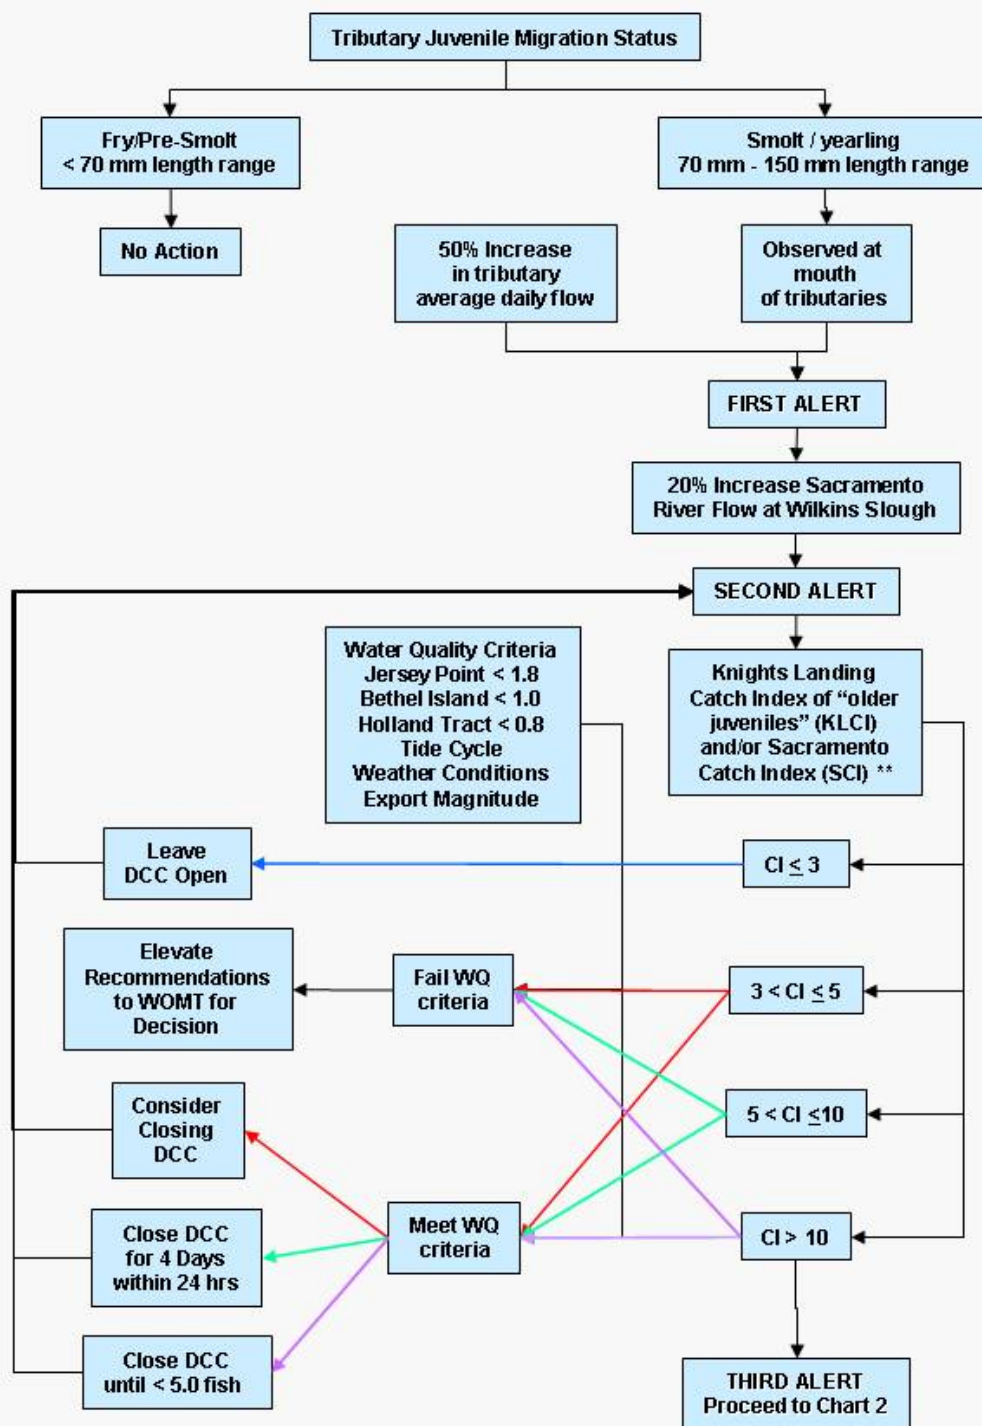 Tributary Juvenile Migration Status
Fry/Pre-Smolt
< 70 mm length range
Smolt / yearling
70 mm - 150 mm length range
No Action
50% Increase
in tributary
average daily flow
Observed at
mouth
of tributaries
FIRST ALERT
20% Increase Sacramento
River Flow at Wilkins Slough
SECOND ALERT
Water Quality Criteria
Jersey Point < 1.8
Bethel Island < 1.0
Holland Tract < 0.8
Tide Cycle
Weather Conditions
Export Magnitude
Knights Landing
Catch Index of “older
juveniles” (KLCI)
and/or Sacramento
Catch Index (SCI) **
Leave
DCC Open
CI ≤ 3
Elevate
Recommendations
to WOMT for
Decision
Fail WQ
criteria
3 < CI ≤ 5
Consider
Closing
DCC
5 < CI ≤10
Close DCC
for 4 Days
within 24 hrs
Meet WQ
criteria
CI > 10
Close DCC
until < 5.0 fish
THIRD ALERT
Proceed to Chart 2